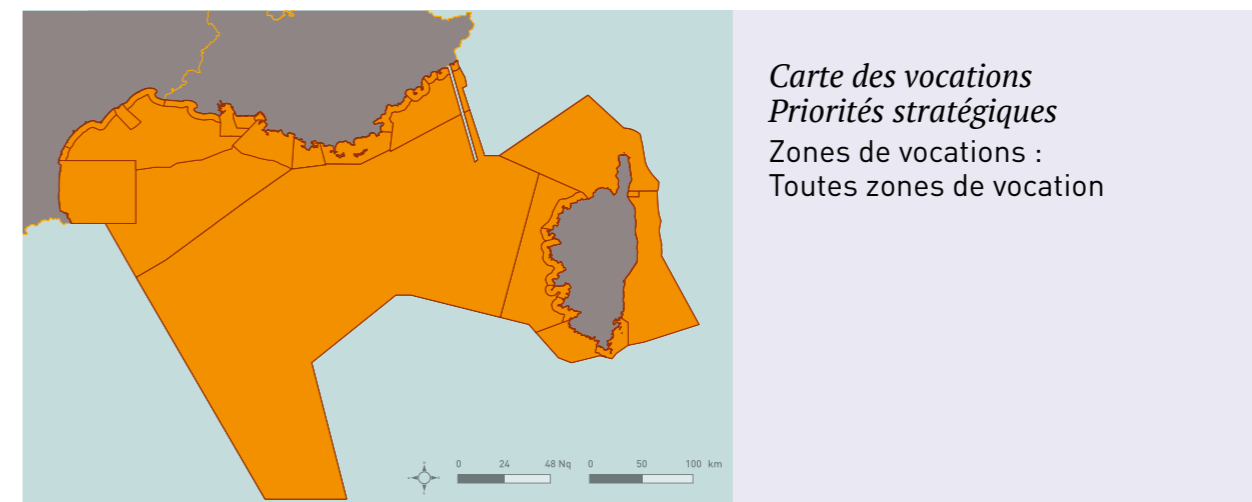 Carte des vocations
Priorités stratégiques
Zones de vocations :
Toutes zones de vocation
0 24 48 Nq 0 50 100 km